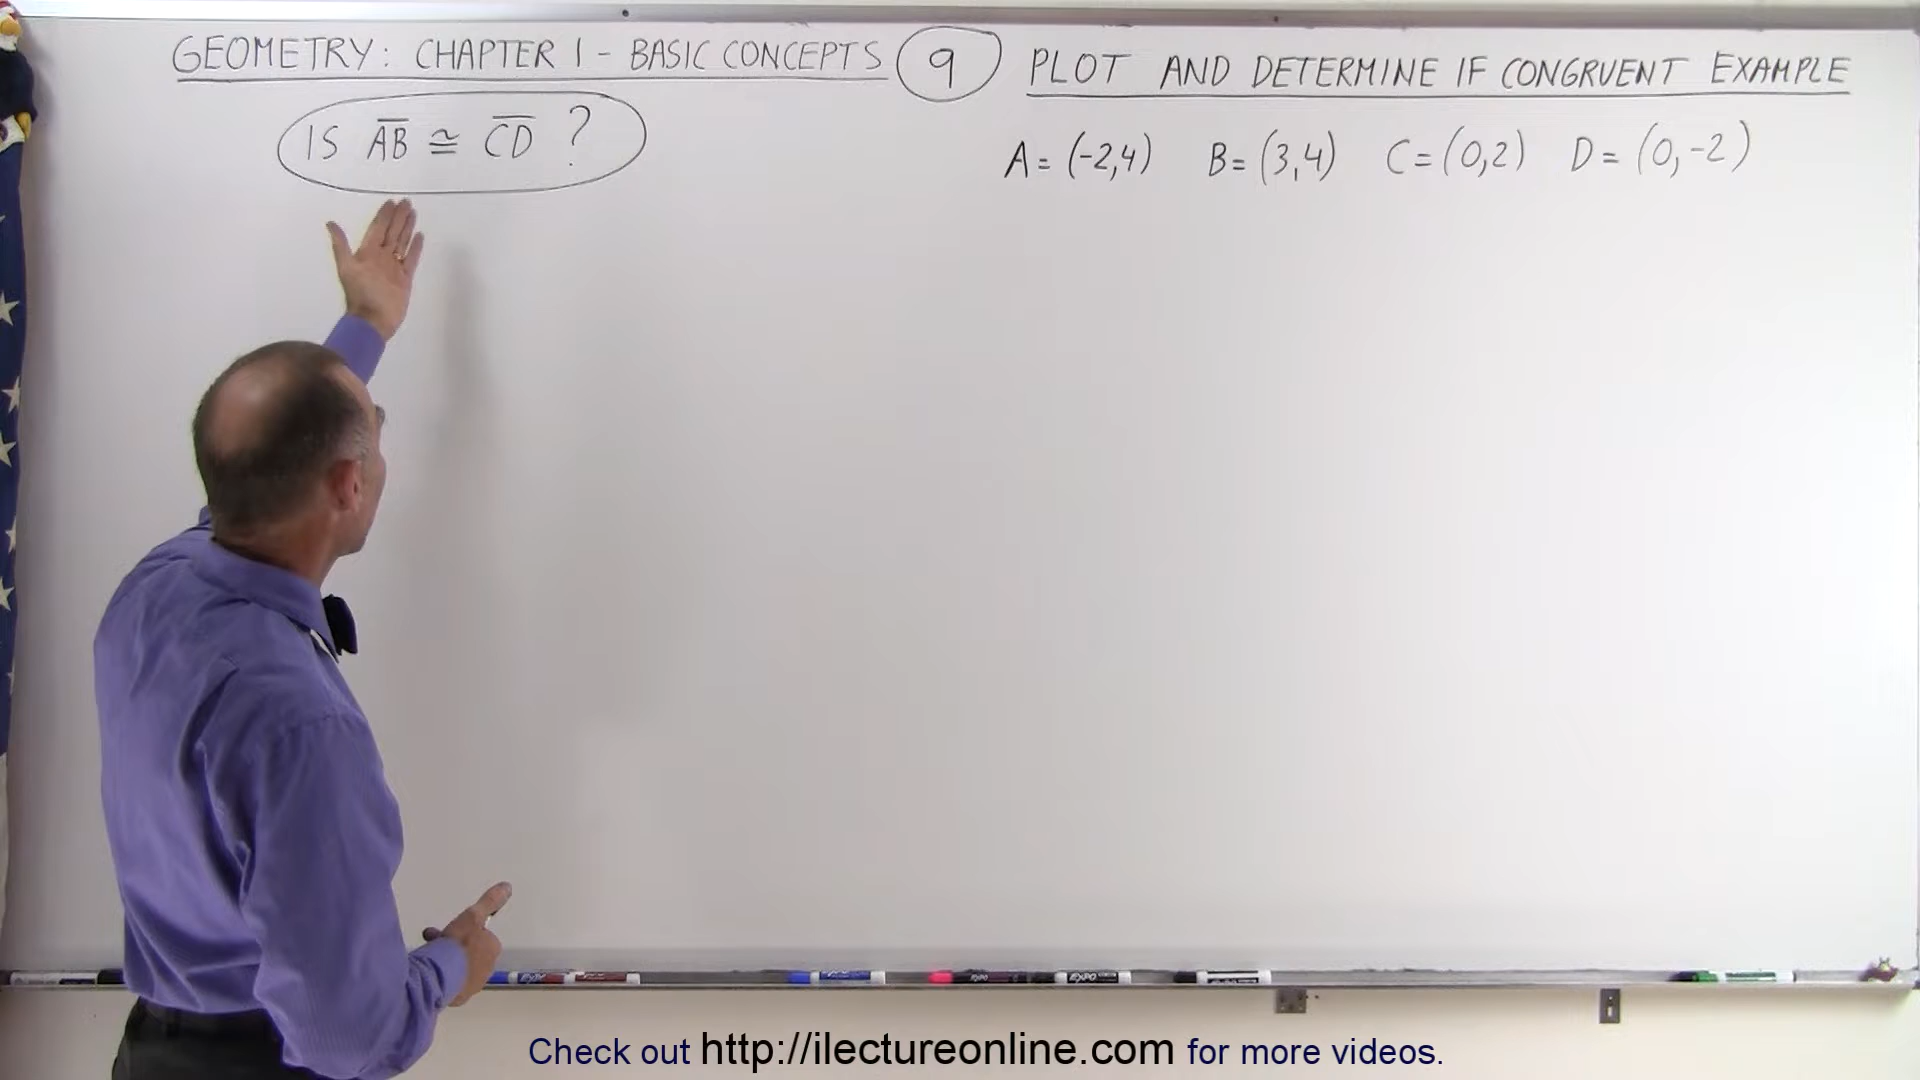 GEOMETRY: CHAPTER 1 - BASIC CONCEPTS 9 PLOT AND DETERMINE IF CONGRUENT EXAMPLE
IS AB ≅ CD ?
A = (-2,4) B = (3,4) C = (0,2) D = (0,-2)
Check out http://ilectureonline.com for more videos.